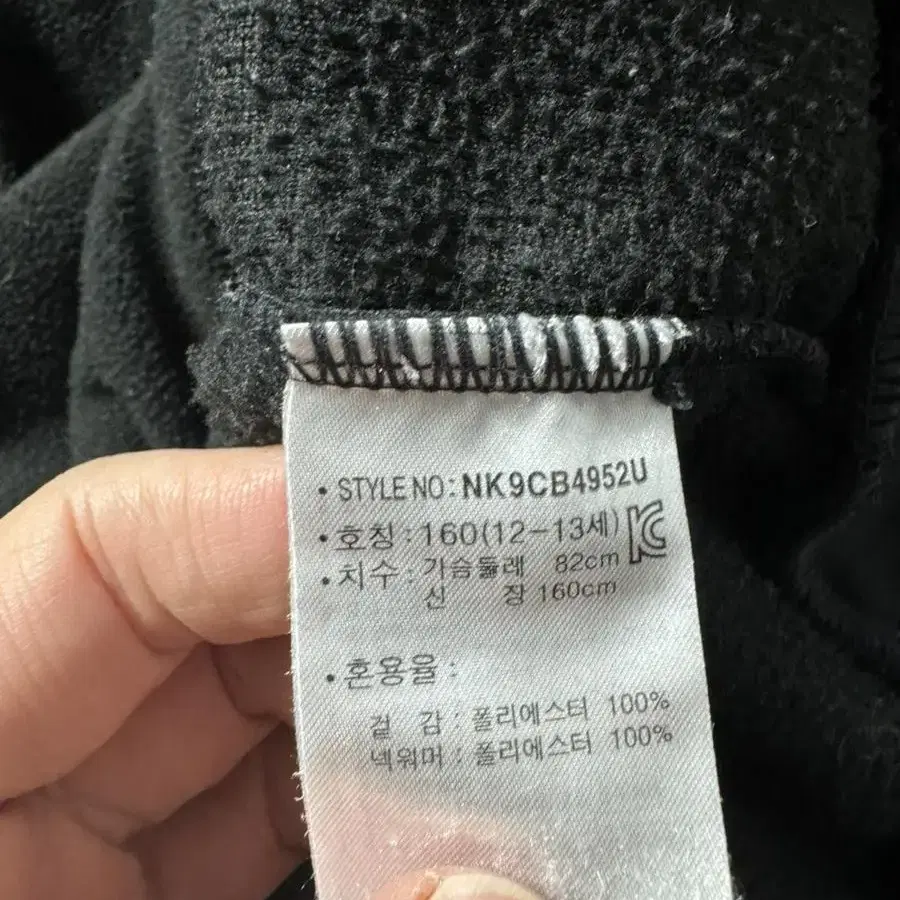 • STYLE NO: NK9CB4952U
• 호칭 : 160(12-13세)
• 치수 : 가슴둘레 82cm
신 장 160cm
• 혼용율 :
겉 감 : 폴리에스터 100%
넥워머 : 폴리에스터 100%